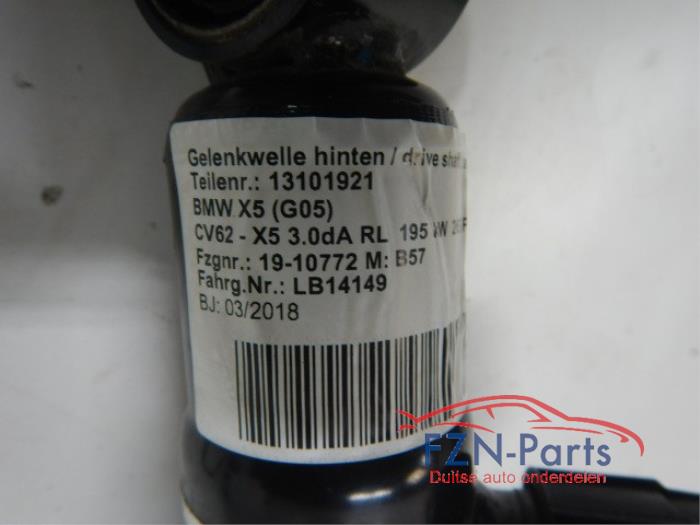 Gelenkwelle hinten / drive shaft
Teilenr.: 13101921
BMW X5 (G05)
CV62 - X5 3.0dA RL 195
Fzgnr.: 19-10772 M: B57
Fahrg.Nr.: LB14149
BJ: 03/2018
FZN-Parts
Duitse auto onderdelen